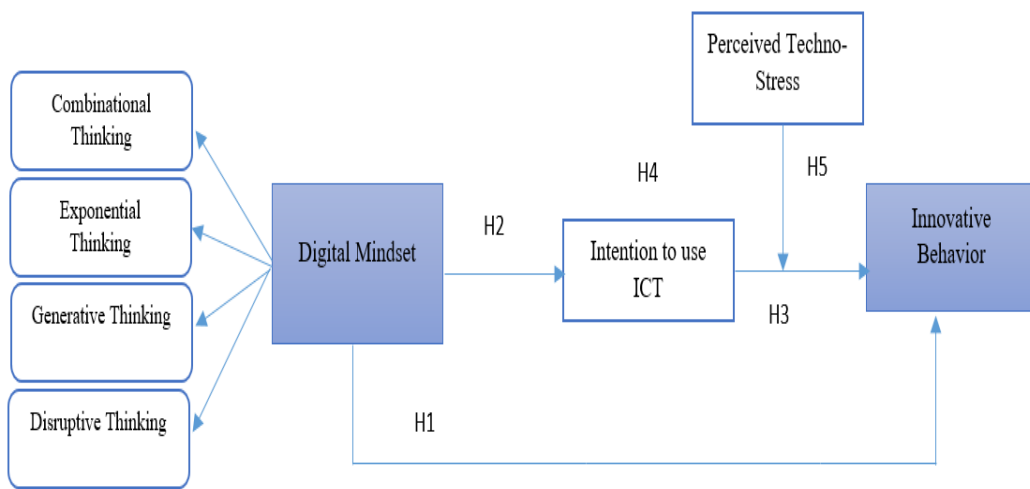 Perceived Techno-
Stress
Combinational
Thinking
Exponential
Thinking
Generative Thinking
Disruptive Thinking
Digital Mindset
H2
H4
Intention to use
ICT
H5
H3
Innovative
Behavior
H1